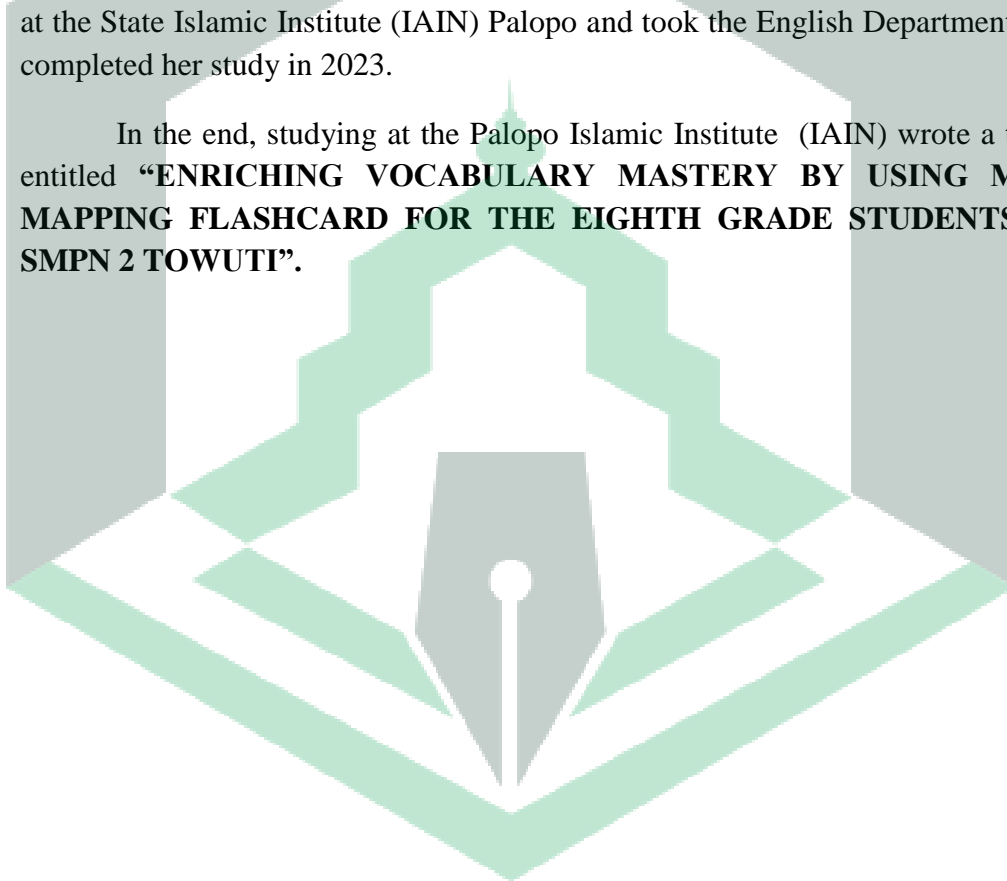 at the State Islamic Institute (IAIN) Palopo and took the English Department
completed her study in 2023.
In the end, studying at the Palopo Islamic Institute (IAIN) wrote a
entitled “ENRICHING VOCABULARY MASTERY BY USING
MAPPING FLASHCARD FOR THE EIGHTH GRADE STUDENTS
SMPN 2 TOWUTI”.